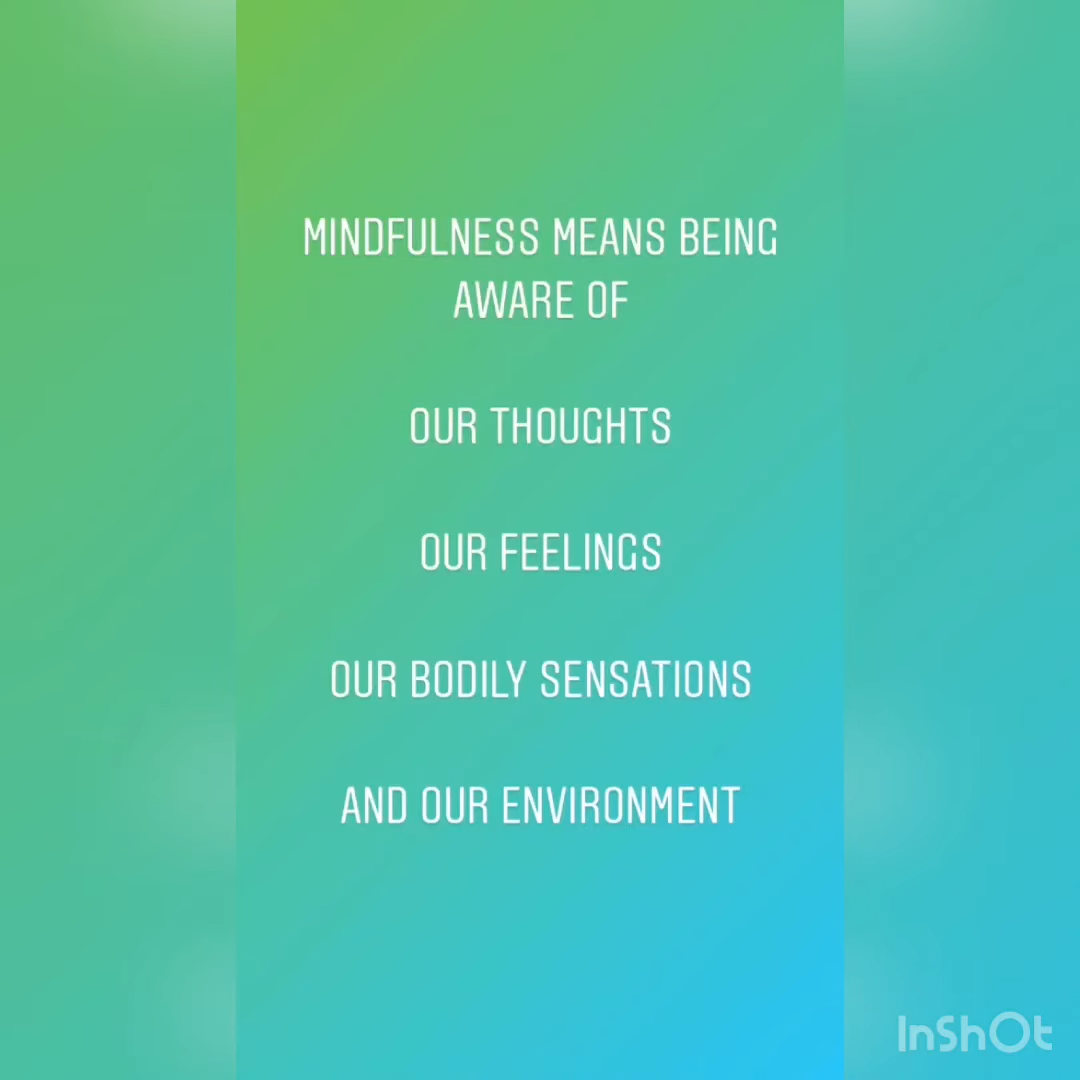 MINDFULNESS MEANS BEING
AWARE OF
OUR THOUGHTS
OUR FEELINGS
OUR BODILY SENSATIONS
AND OUR ENVIRONMENT
InShOt